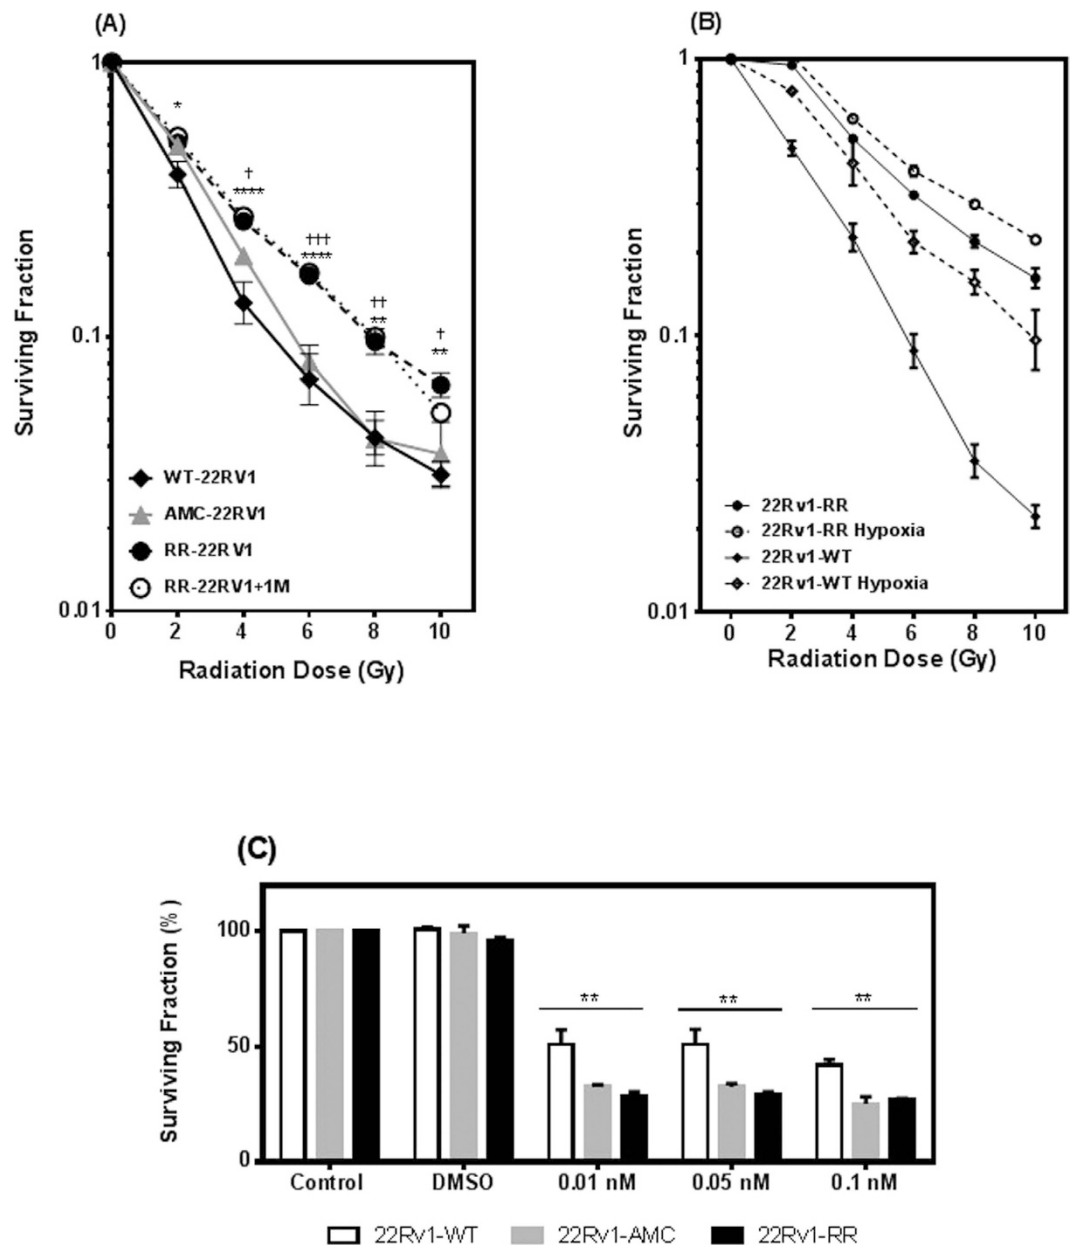 (A)
1
0.1
0.01
Surviving Fraction
*
†
****
†††
****
††
**
†
**
WT-22RV1
AMC-22RV1
RR-22RV1
RR-22RV1+1M
0 2 4 6 8 10
Radiation Dose (Gy)
(B)
1
0.1
0.01
Surviving Fraction
22Rv1-RR
22Rv1-RR Hypoxia
22Rv1-WT
22Rv1-WT Hypoxia
0 2 4 6 8 10
Radiation Dose (Gy)
(C)
Surviving Fraction (%)
100
50
0
** ** **
Control DMSO 0.01 nM 0.05 nM 0.1 nM
22Rv1-WT 22Rv1-AMC 22Rv1-RR